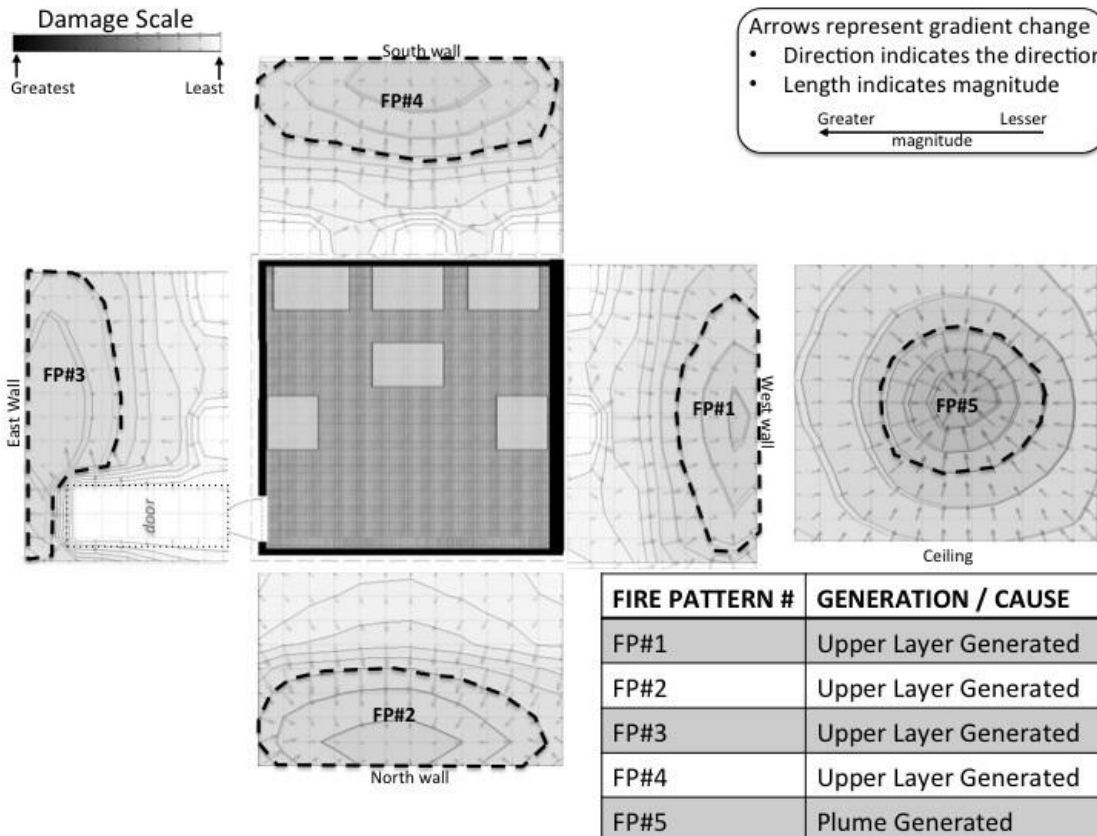 Damage Scale
Greatest
Least
Arrows represent gradient change
• Direction indicates the direction
• Length indicates magnitude
Greater
Lesser
magnitude
South wall
FP#4
East Wall
FP#3
door
FP#1
West wall
FP#5
Ceiling
FP#2
North wall
FIRE PATTERN # GENERATION / CAUSE
FP#1 Upper Layer Generated
FP#2 Upper Layer Generated
FP#3 Upper Layer Generated
FP#4 Upper Layer Generated
FP#5 Plume Generated